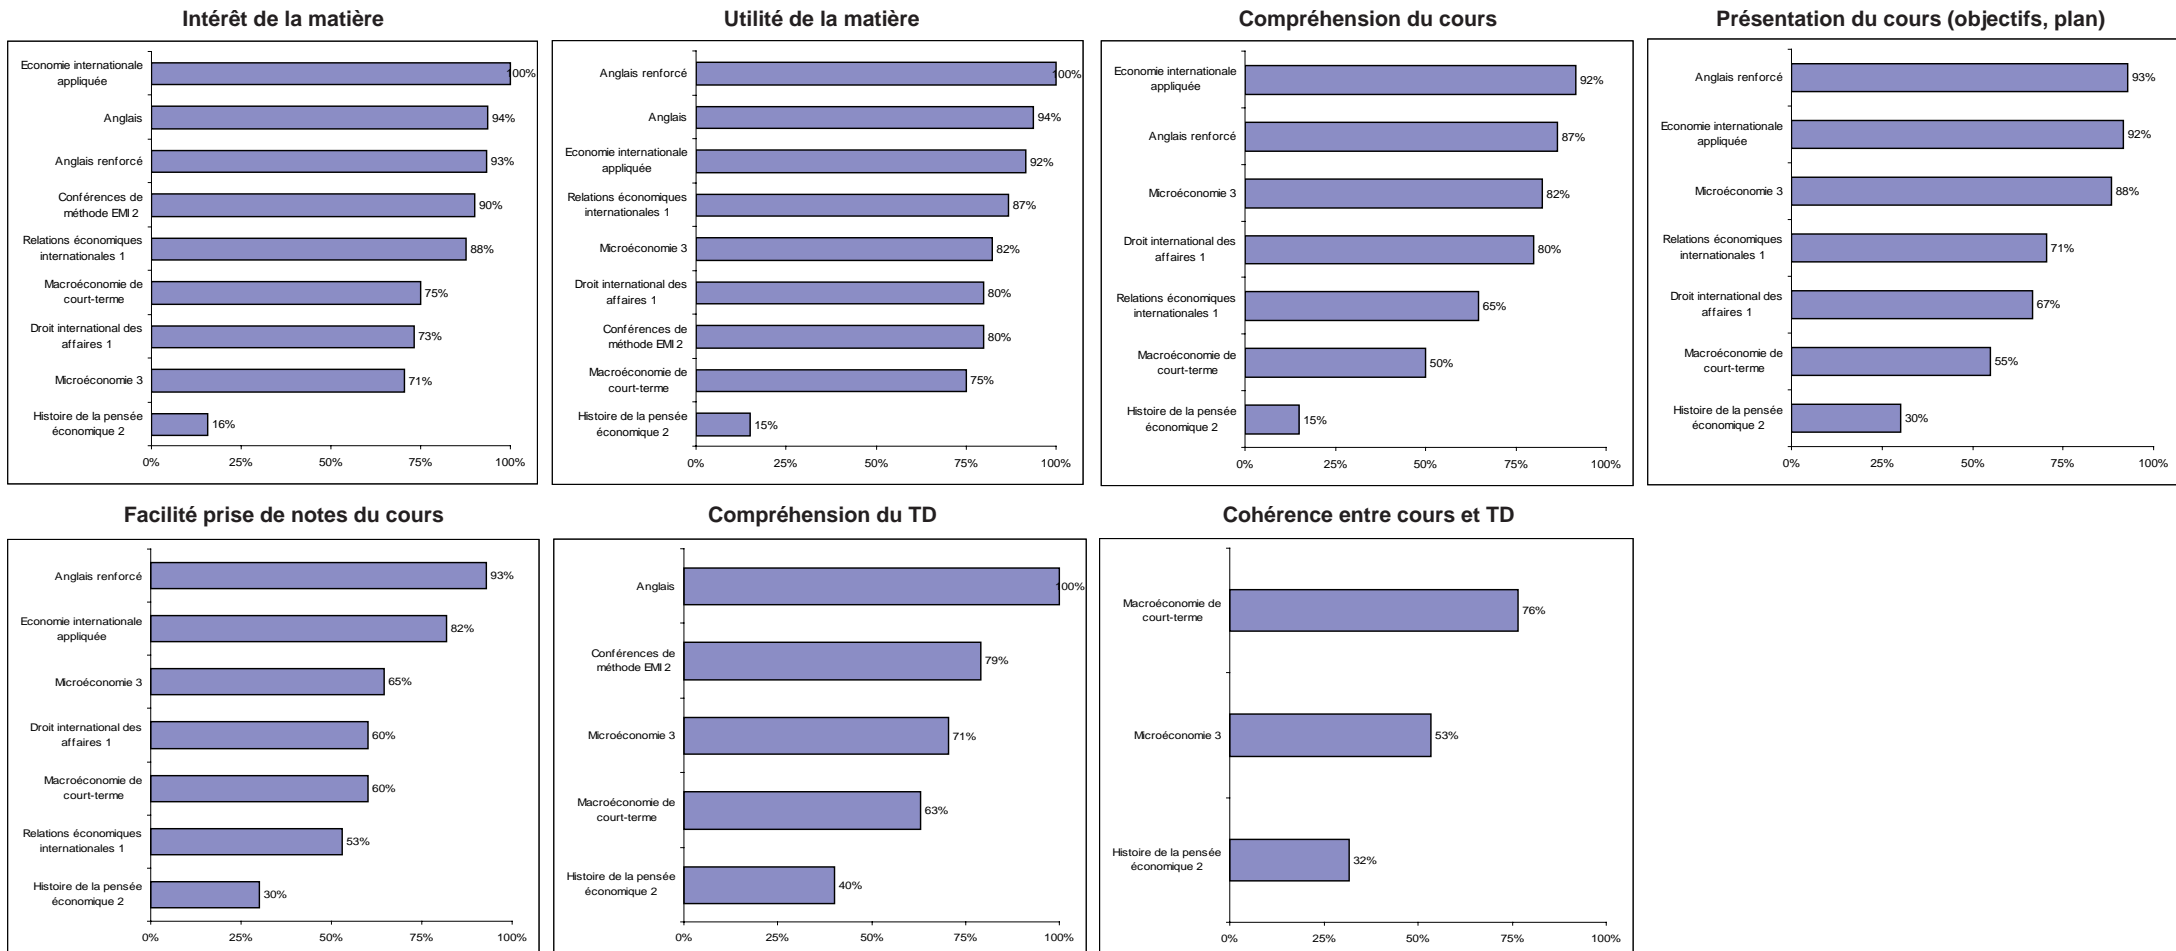 Intérêt de la matière
Economie internationale
appliquée
100%
Anglais
94%
Anglais renforcé
93%
Conférences de
méthode EMI 2
90%
Relations économiques
internationales 1
88%
Macroéconomie de
court-terme
75%
Droit international des
affaires 1
73%
Microéconomie 3
71%
Histoire de la pensée
économique 2
16%
0% 25% 50% 75% 100%
Utilité de la matière
Anglais renforcé
100%
Anglais
94%
Economie internationale
appliquée
92%
Relations économiques
internationales 1
87%
Microéconomie 3
82%
Droit international des
affaires 1
80%
Conférences de
méthode EMI 2
80%
Macroéconomie de
court-terme
75%
Histoire de la pensée
économique 2
15%
0% 25% 50% 75% 100%
Compréhension du cours
Economie internationale
appliquée
92%
Anglais renforcé
87%
Microéconomie 3
82%
Droit international des
affaires 1
80%
Relations économiques
internationales 1
65%
Macroéconomie de
court-terme
50%
Histoire de la pensée
économique 2
15%
0% 25% 50% 75% 100%
Présentation du cours (objectifs, plan)
Anglais renforcé
93%
Economie internationale
appliquée
92%
Microéconomie 3
88%
Relations économiques
internationales 1
71%
Droit international des
affaires 1
67%
Macroéconomie de
court-terme
55%
Histoire de la pensée
économique 2
30%
0% 25% 50% 75% 100%
Facilité prise de notes du cours
Anglais renforcé
93%
Economie internationale
appliquée
82%
Microéconomie 3
65%
Droit international des
affaires 1
60%
Macroéconomie de
court-terme
60%
Relations économiques
internationales 1
53%
Histoire de la pensée
économique 2
30%
0% 25% 50% 75% 100%
Compréhension du TD
Anglais
100%
Conférences de
méthode EMI 2
79%
Microéconomie 3
71%
Macroéconomie de
court-terme
63%
Histoire de la pensée
économique 2
40%
0% 25% 50% 75% 100%
Cohérence entre cours et TD
Macroéconomie de
court-terme
76%
Microéconomie 3
53%
Histoire de la pensée
économique 2
32%
0% 25% 50% 75% 100%